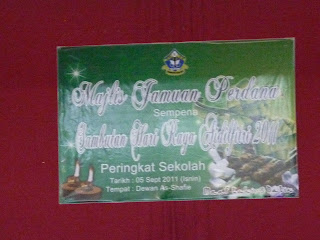 Majlis Jamuan Perdana
Sempena
Sambutan Hari Raya Aidilfitri 2011
Peringkat Sekolah
Tarikh : 05 Sept 2011 (Isnin)
Tempat : Dewan As-Shafie